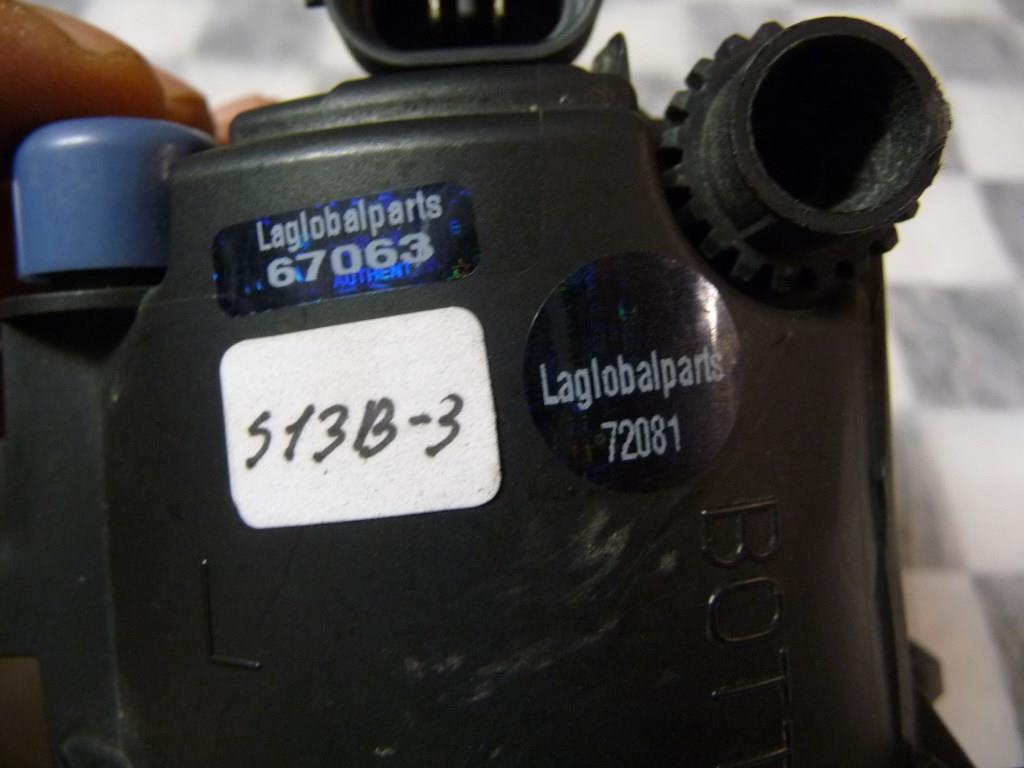 Laglobalparts
67063
AUTHENT
S13B-3
Laglobalparts
72081
BOTT